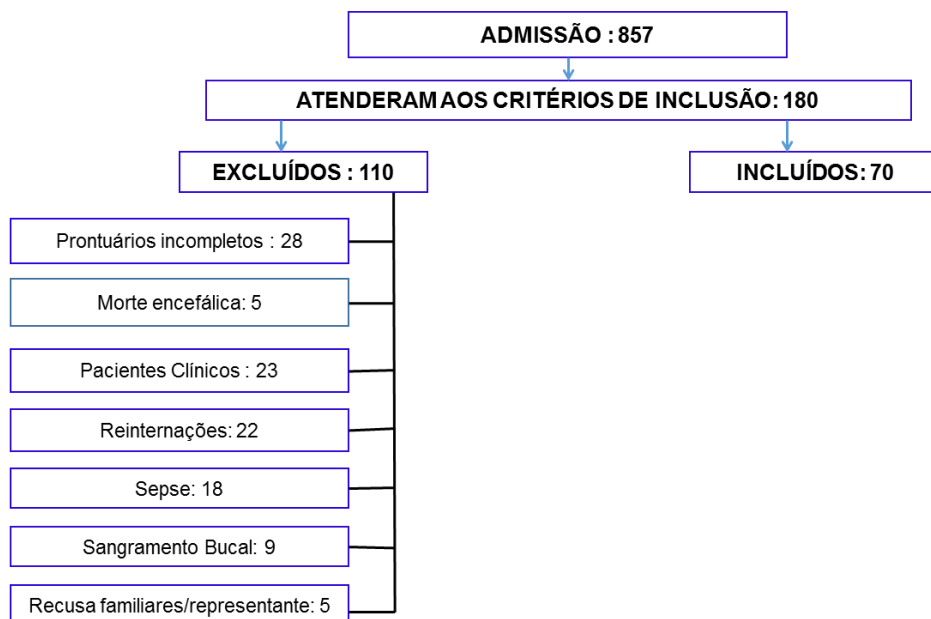 ADMISSÃO : 857
ATENDERAM AOS CRITÉRIOS DE INCLUSÃO: 180
EXCLUÍDOS : 110
INCLUÍDOS: 70
Prontuários incompletos : 28
Morte encefálica: 5
Pacientes Clínicos : 23
Reinternações: 22
Sepse: 18
Sangramento Bucal: 9
Recusa familiares/representante: 5